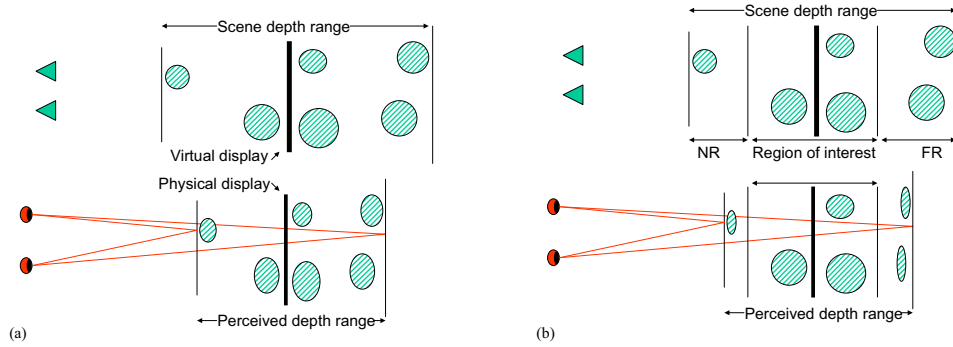 Scene depth range
Virtual display
Physical display
Perceived depth range
(a)
Scene depth range
NR
Region of interest
FR
Perceived depth range
(b)